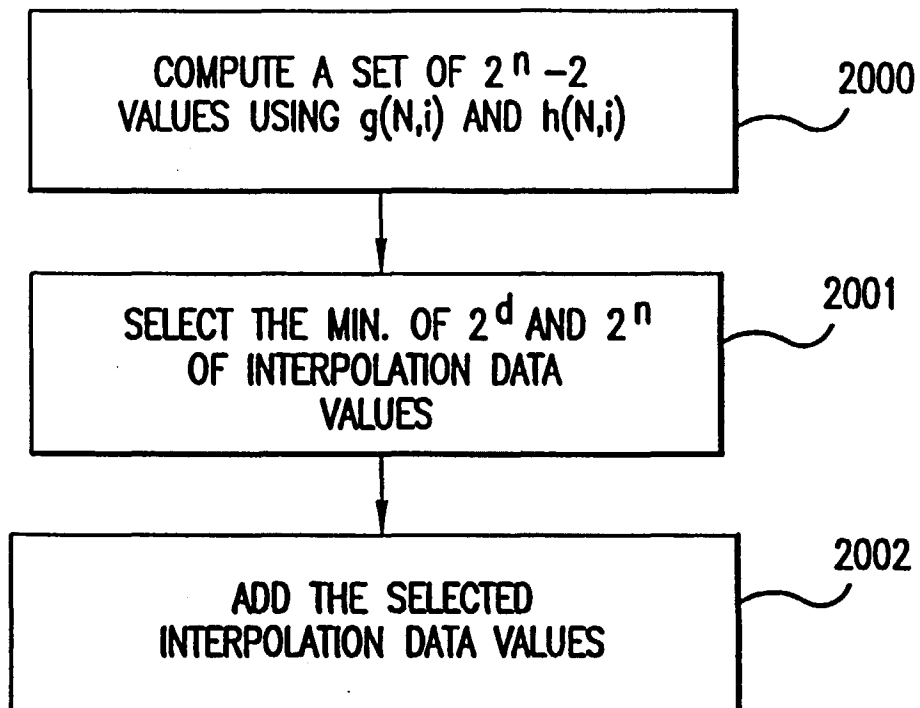 COMPUTE A SET OF 2ⁿ -2
VALUES USING g(N,i) AND h(N,i)
2000
SELECT THE MIN. OF 2ᵈ AND 2ⁿ
OF INTERPOLATION DATA
VALUES
2001
ADD THE SELECTED
INTERPOLATION DATA VALUES
2002